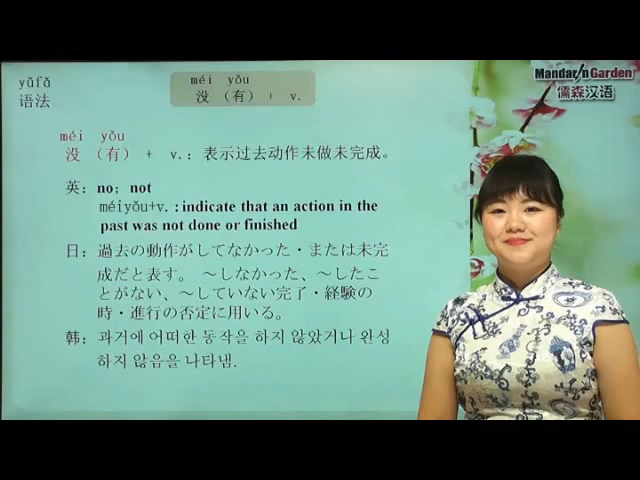 yǔfǎ
语法
méi yǒu
没 （有） + v.
Mandarin Garden
儒森汉语
méi yǒu
没 （有） + v.：表示过去动作未做未完成。
英：no；not
méiyǒu+v.：indicate that an action in the
past was not done or finished
日：過去の動作がしてなかった・または未完
成だと表す。 ～しなかった、～したこ
とがない、～していない完了・経験の
時・進行の否定に用いる。
韩：과거에 어떠한 동작을 하지 않았거나 완성
하지 않음을 나타냄.